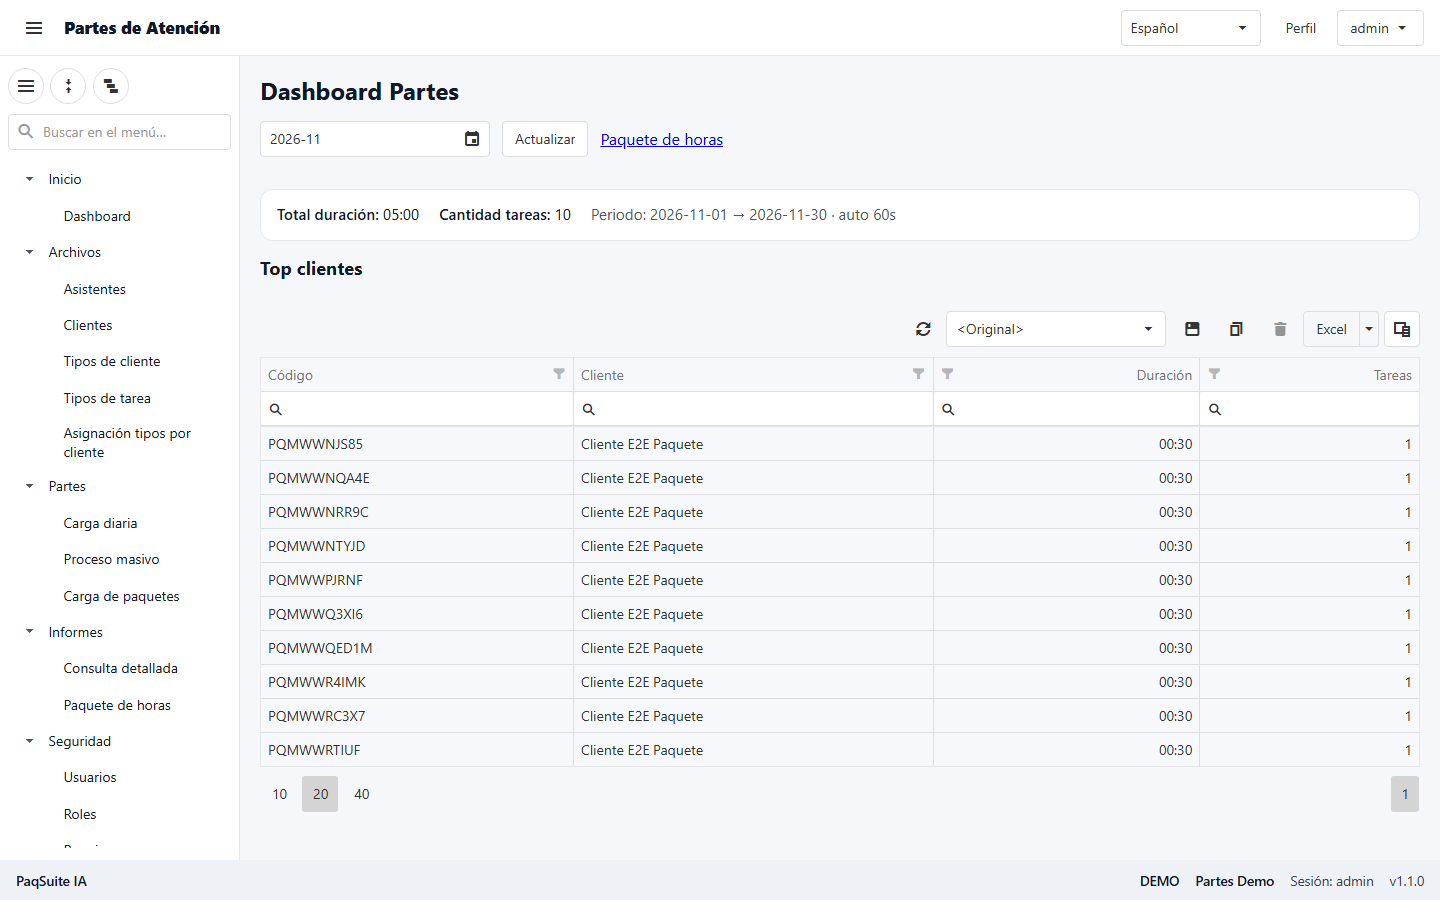 Partes de Atención
Español
Perfil
admin
Buscar en el menú...
Inicio
Dashboard
Archivos
Asistentes
Clientes
Tipos de cliente
Tipos de tarea
Asignación tipos por
cliente
Partes
Carga diaria
Proceso masivo
Carga de paquetes
Informes
Consulta detallada
Paquete de horas
Seguridad
Usuarios
Roles
Dashboard Partes
2026-11
Actualizar
Paquete de horas
Total duración: 05:00 Cantidad tareas: 10 Periodo: 2026-11-01 → 2026-11-30 · auto 60s
Top clientes
<Original>
Excel
Código Cliente Duración Tareas
PQMWWNJS85 Cliente E2E Paquete 00:30 1
PQMWWNQA4E Cliente E2E Paquete 00:30 1
PQMWWNRR9C Cliente E2E Paquete 00:30 1
PQMWWNTYJD Cliente E2E Paquete 00:30 1
PQMWWPJRNF Cliente E2E Paquete 00:30 1
PQMWWQ3XI6 Cliente E2E Paquete 00:30 1
PQMWWQED1M Cliente E2E Paquete 00:30 1
PQMWWR4IMK Cliente E2E Paquete 00:30 1
PQMWWRC3X7 Cliente E2E Paquete 00:30 1
PQMWWRTIUF Cliente E2E Paquete 00:30 1
10 20 40
1
PaqSuite IA
DEMO Partes Demo Sesión: admin v1.1.0